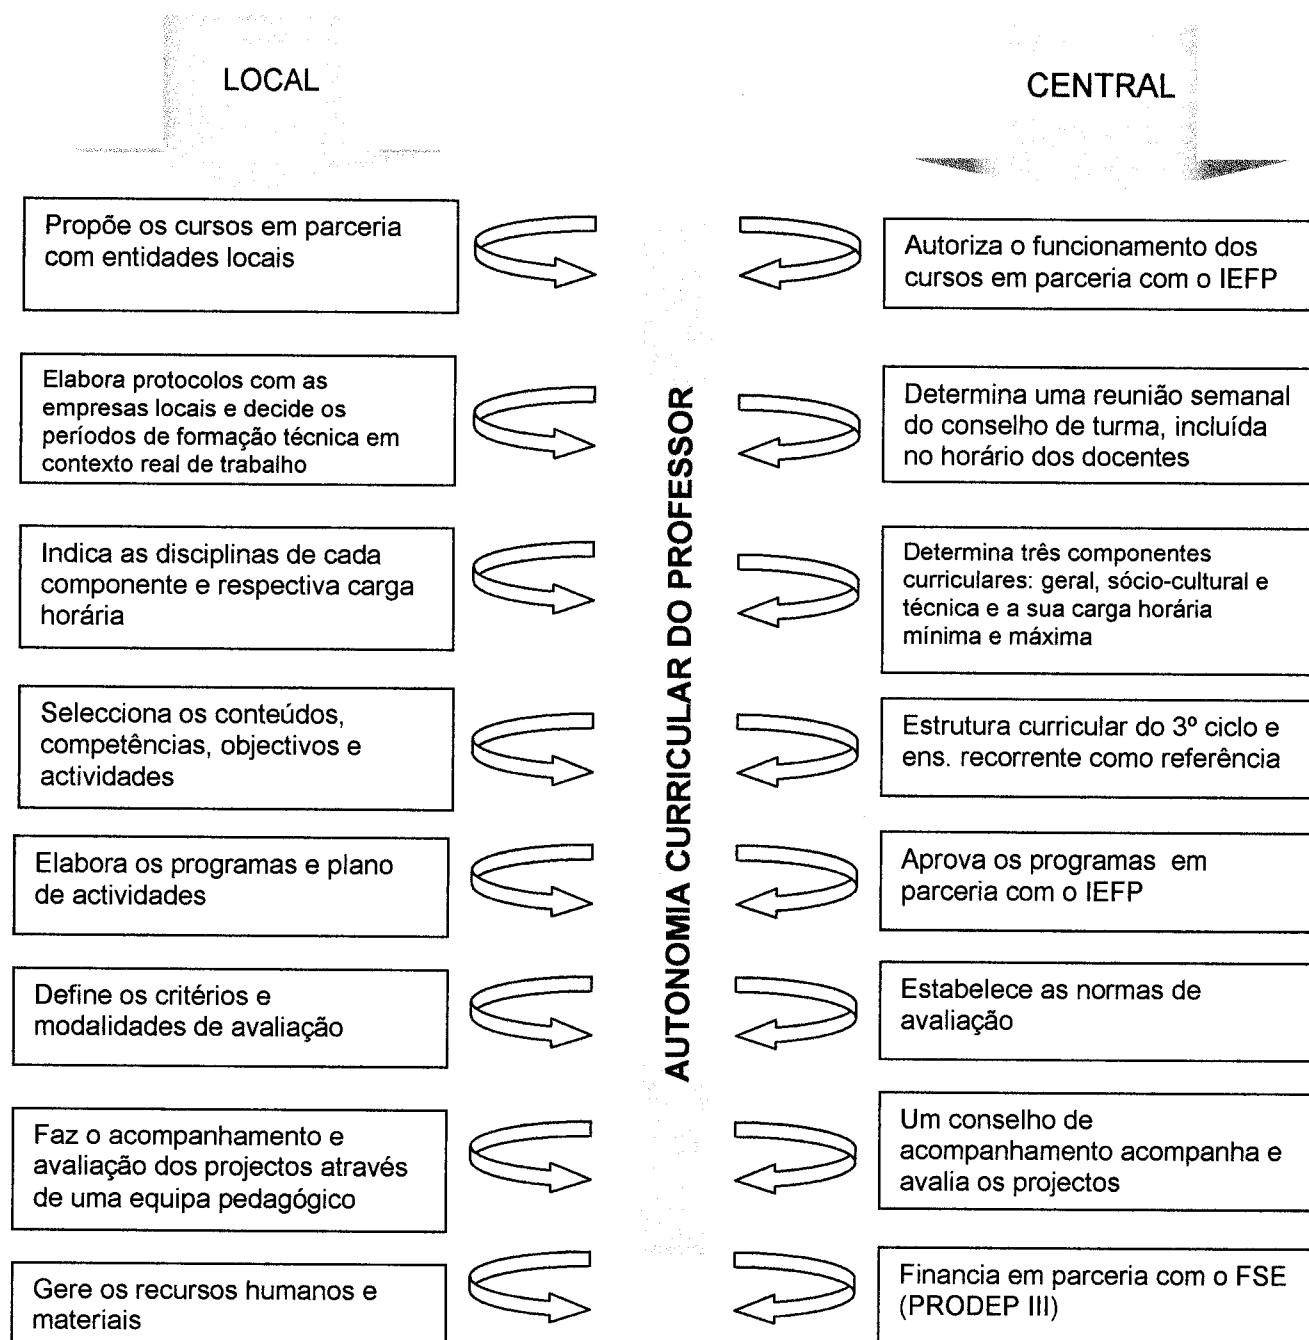 LOCAL
CENTRAL
Propõe os cursos em parceria
com entidades locais
Autoriza o funcionamento dos
cursos em parceria com o IEFP
Elabora protocolos com as
empresas locais e decide os
períodos de formação técnica em
contexto real de trabalho
Determina uma reunião semanal
do conselho de turma, incluída
no horário dos docentes
Indica as disciplinas de cada
componente e respectiva carga
horária
Determina três componentes
curriculares: geral, sócio-cultural e
técnica e a sua carga horária
mínima e máxima
Selecciona os conteúdos,
competências, objectivos e
actividades
Estrutura curricular do 3º ciclo e
ens. recorrente como referência
Elabora os programas e plano
de actividades
Aprova os programas em
parceria com o IEFP
Define os critérios e
modalidades de avaliação
Estabelece as normas de
avaliação
Faz o acompanhamento e
avaliação dos projectos através
de uma equipa pedagógico
Um conselho de
acompanhamento acompanha e
avalia os projectos
Gere os recursos humanos e
materiais
Financia em parceria com o FSE
(PRODEP III)
AUTONOMIA CURRICULAR DO PROFESSOR